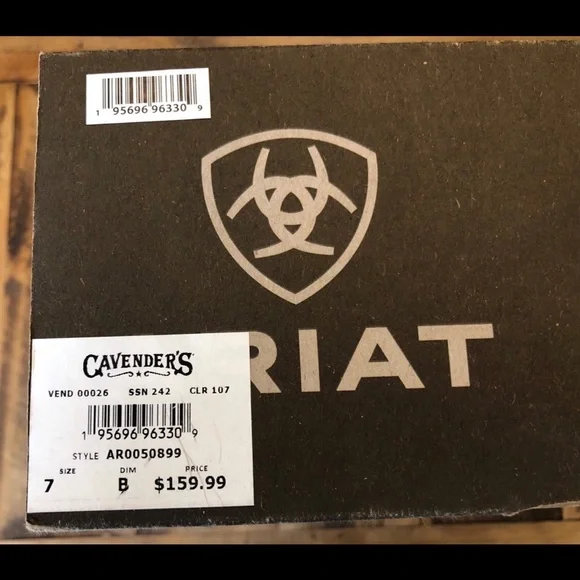 1 95696 96330 9
RIAT
CAVENDER'S
VEND 00026 SSN 242 CLR 107
1 95696 96330 9
STYLE AR0050899
SIZE DIM PRICE
7 B $159.99